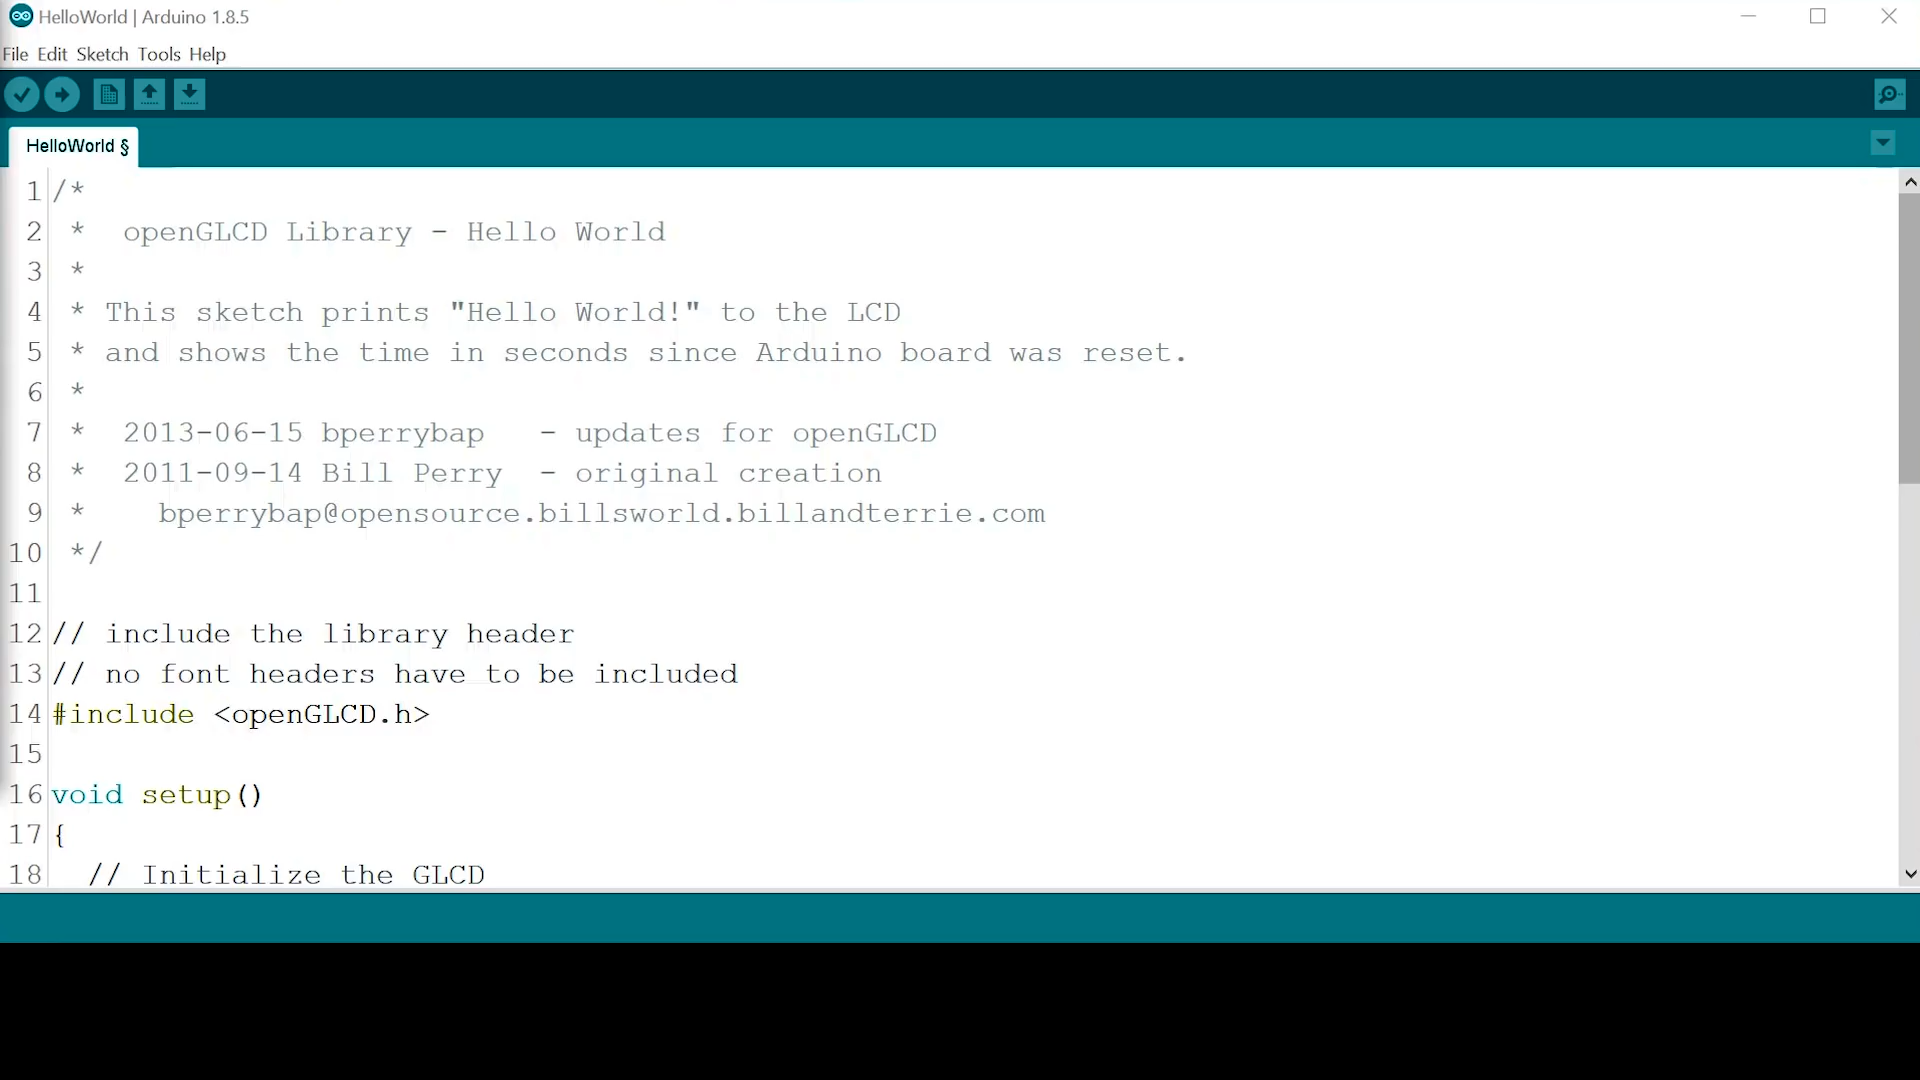 HelloWorld | Arduino 1.8.5
File Edit Sketch Tools Help
HelloWorld §
1 /*
2  *  openGLCD Library - Hello World
3  *
4  * This sketch prints "Hello World!" to the LCD
5  * and shows the time in seconds since Arduino board was reset.
6  *
7  *  2013-06-15 bperrybap   - updates for openGLCD
8  *  2011-09-14 Bill Perry  - original creation
9  *    bperrybap@opensource.billsworld.billandterrie.com
10  */
11
12 // include the library header
13 // no font headers have to be included
14 #include <openGLCD.h>
15
16 void setup()
17 {
18   // Initialize the GLCD